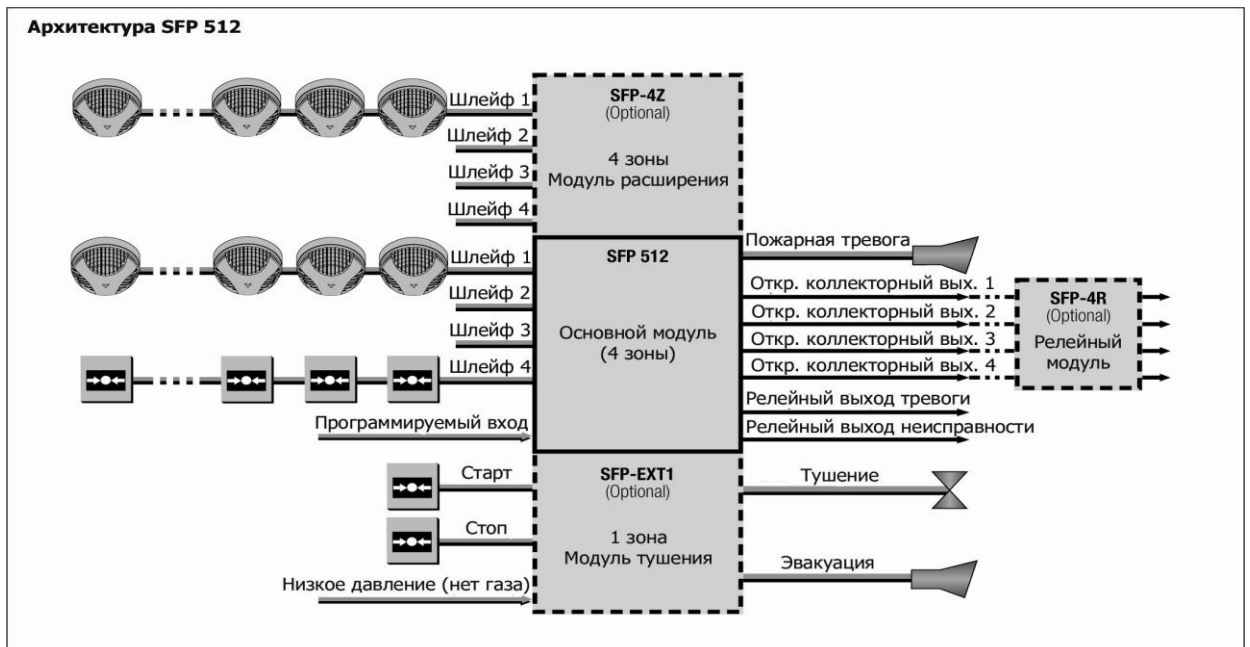 Архитектура SFP 512
Шлейф 1
Шлейф 2
Шлейф 3
Шлейф 4
SFP-4Z
(Optional)
4 зоны
Модуль расширения
Шлейф 1
Шлейф 2
Шлейф 3
Шлейф 4
Программируемый вход
SFP 512
Основной модуль
(4 зоны)
Пожарная тревога
Откр. коллекторный вых. 1
Откр. коллекторный вых. 2
Откр. коллекторный вых. 3
Откр. коллекторный вых. 4
Релейный выход тревоги
Релейный выход неисправности
SFP-4R
(Optional)
Релейный
модуль
Старт
Стоп
Низкое давление (нет газа)
SFP-EXT1
(Optional)
1 зона
Модуль тушения
Тушение
Эвакуация